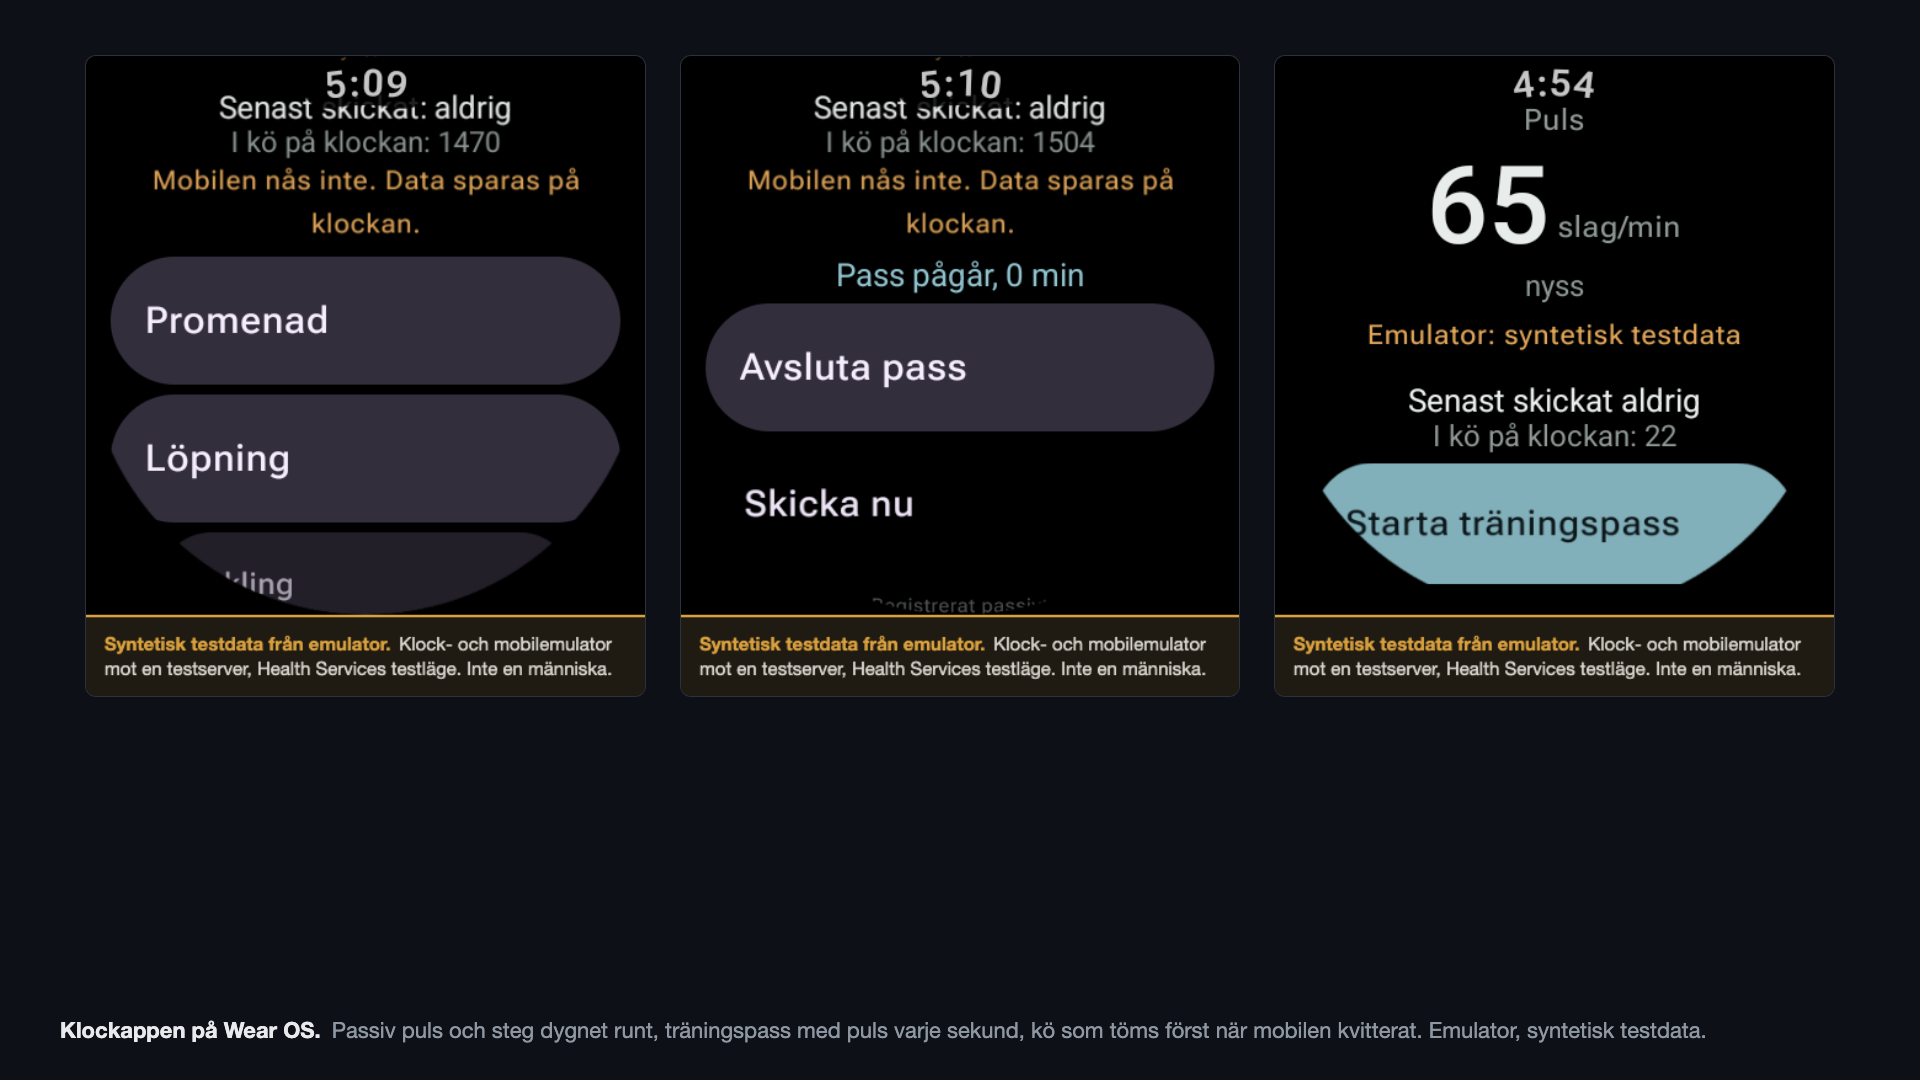 5:09
Senast skickat: aldrig
I kö på klockan: 1470
Mobilen nås inte. Data sparas på
klockan.
Promenad
Löpning
kling
Syntetisk testdata från emulator. Klock- och mobilemulator
mot en testserver, Health Services testläge. Inte en människa.
5:10
Senast skickat: aldrig
I kö på klockan: 1504
Mobilen nås inte. Data sparas på
klockan.
Pass pågår, 0 min
Avsluta pass
Skicka nu
Registrerat passiv
Syntetisk testdata från emulator. Klock- och mobilemulator
mot en testserver, Health Services testläge. Inte en människa.
4:54
Puls
65 slag/min
nyss
Emulator: syntetisk testdata
Senast skickat aldrig
I kö på klockan: 22
Starta träningspass
Syntetisk testdata från emulator. Klock- och mobilemulator
mot en testserver, Health Services testläge. Inte en människa.
Klockappen på Wear OS. Passiv puls och steg dygnet runt, träningspass med puls varje sekund, kö som töms först när mobilen kvitterat. Emulator, syntetisk testdata.